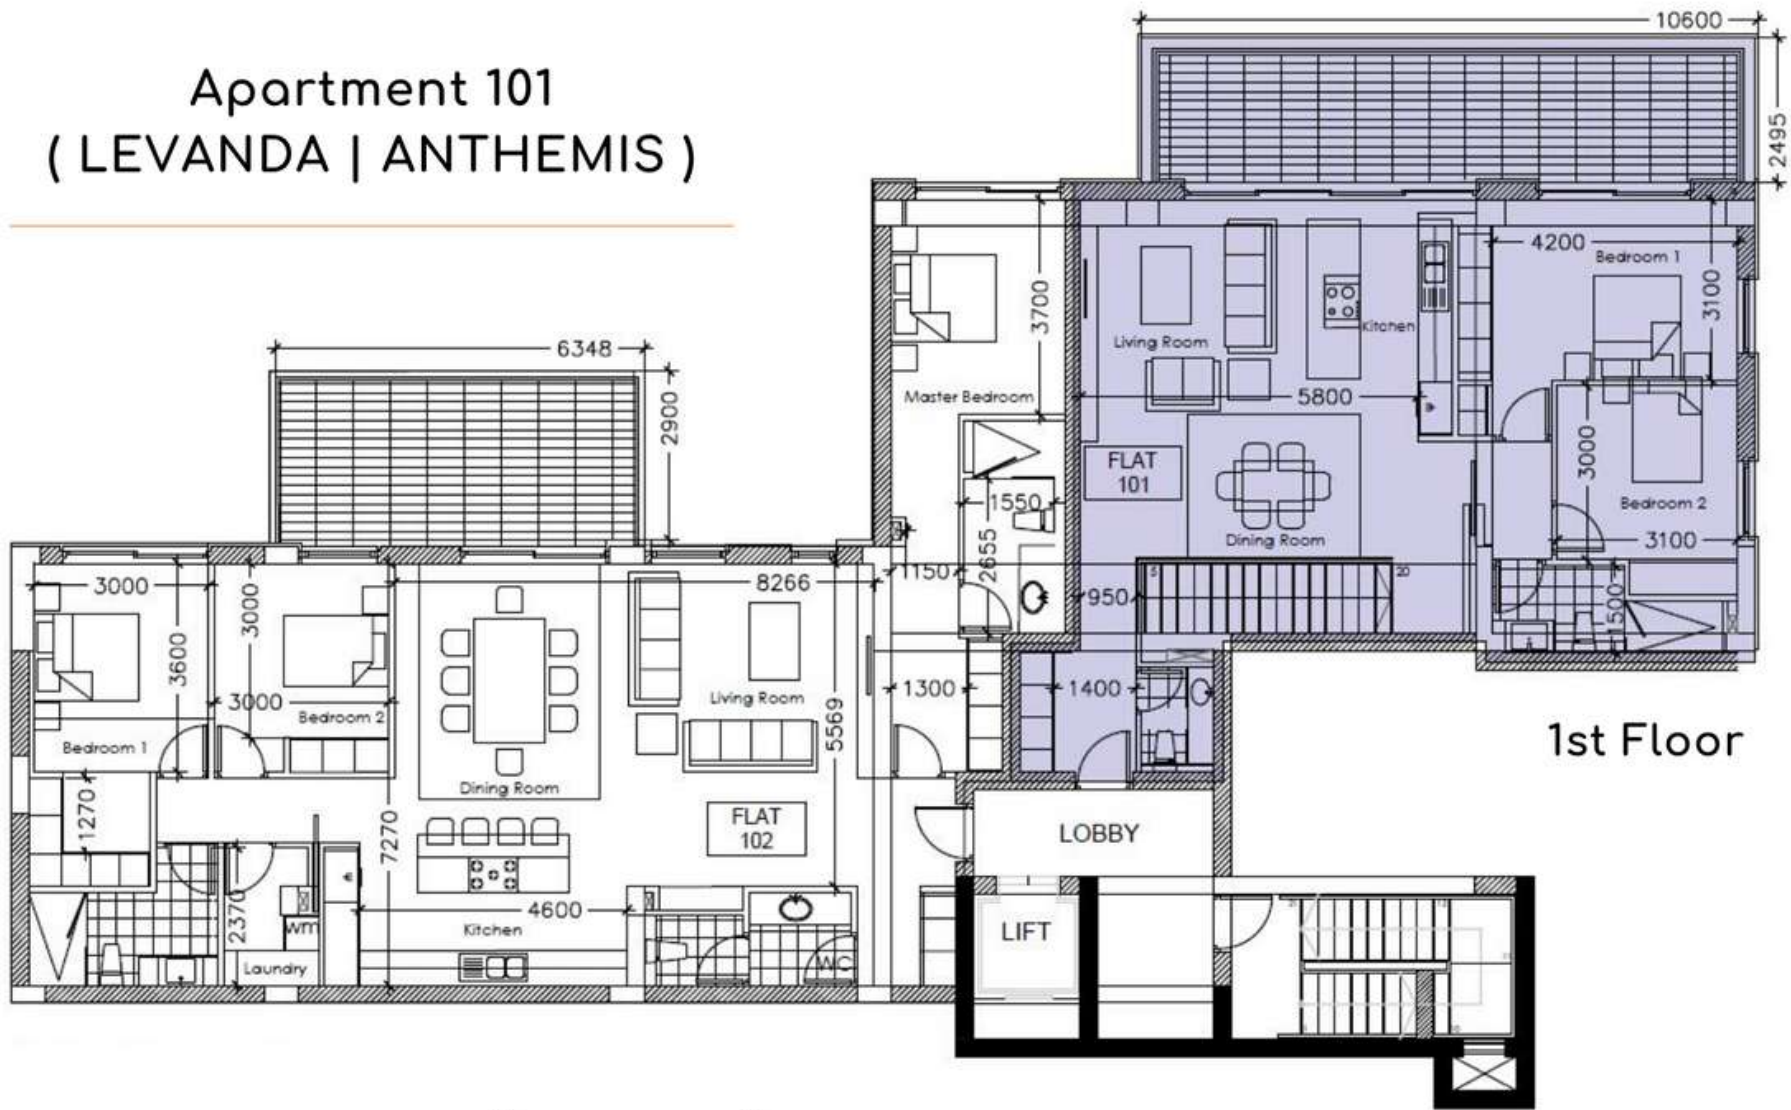 Apartment 101
( LEVANDA | ANTHEMIS )
10600
2495
4200
Bedroom 1
3100
3700
Living Room
Kitchen
6348
2900
Master Bedroom
5800
FLAT
101
3000
1550
Bedroom 2
Dining Room
3100
2655
3000
3600
3000
8266
1150
950
5
20
1500
3000
Bedroom 2
Living Room
5569
1300
1400
Bedroom 1
1st Floor
Dining Room
1270
7270
FLAT
102
LOBBY
2370
4600
wm
Kitchen
LIFT
Laundry
WC